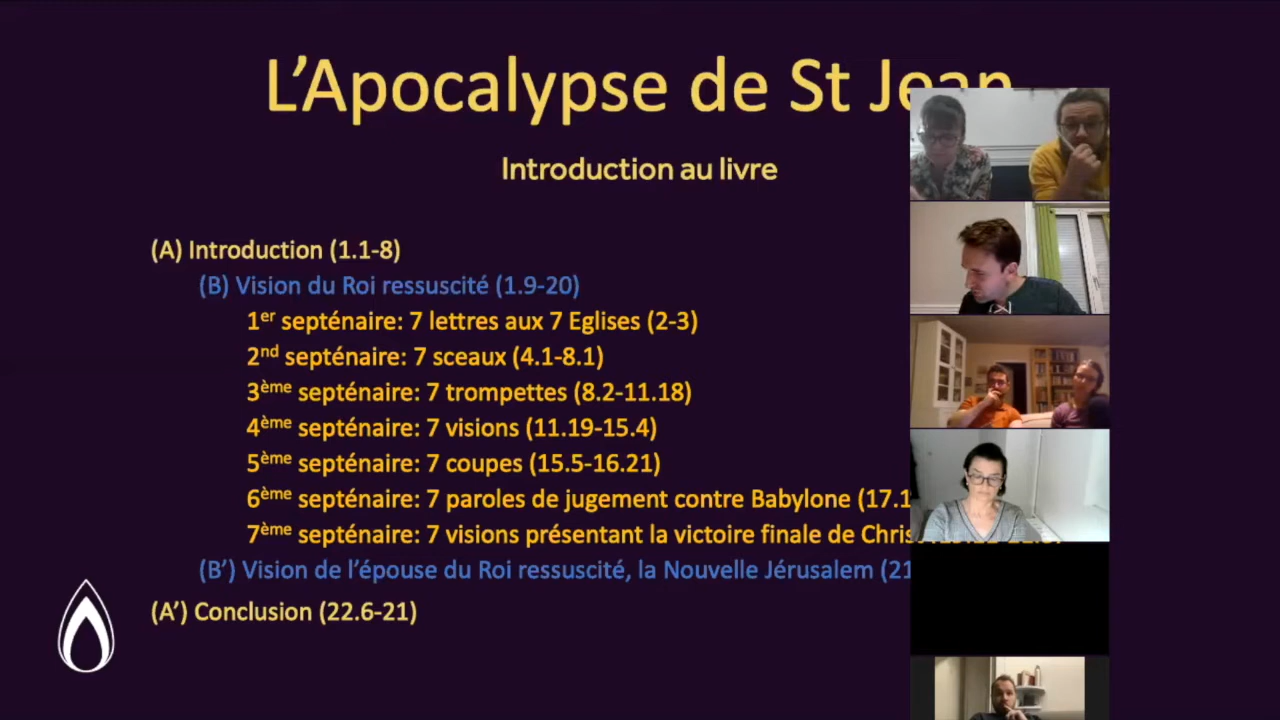 L’Apocalypse de St Jean
Introduction au livre
(A) Introduction (1.1-8)
(B) Vision du Roi ressuscité (1.9-20)
1er septénaire: 7 lettres aux 7 Eglises (2-3)
2nd septénaire: 7 sceaux (4.1-8.1)
3ème septénaire: 7 trompettes (8.2-11.18)
4ème septénaire: 7 visions (11.19-15.4)
5ème septénaire: 7 coupes (15.5-16.21)
6ème septénaire: 7 paroles de jugement contre Babylone (17.1
7ème septénaire: 7 visions présentant la victoire finale de Chris
(B’) Vision de l’épouse du Roi ressuscité, la Nouvelle Jérusalem (21
(A’) Conclusion (22.6-21)